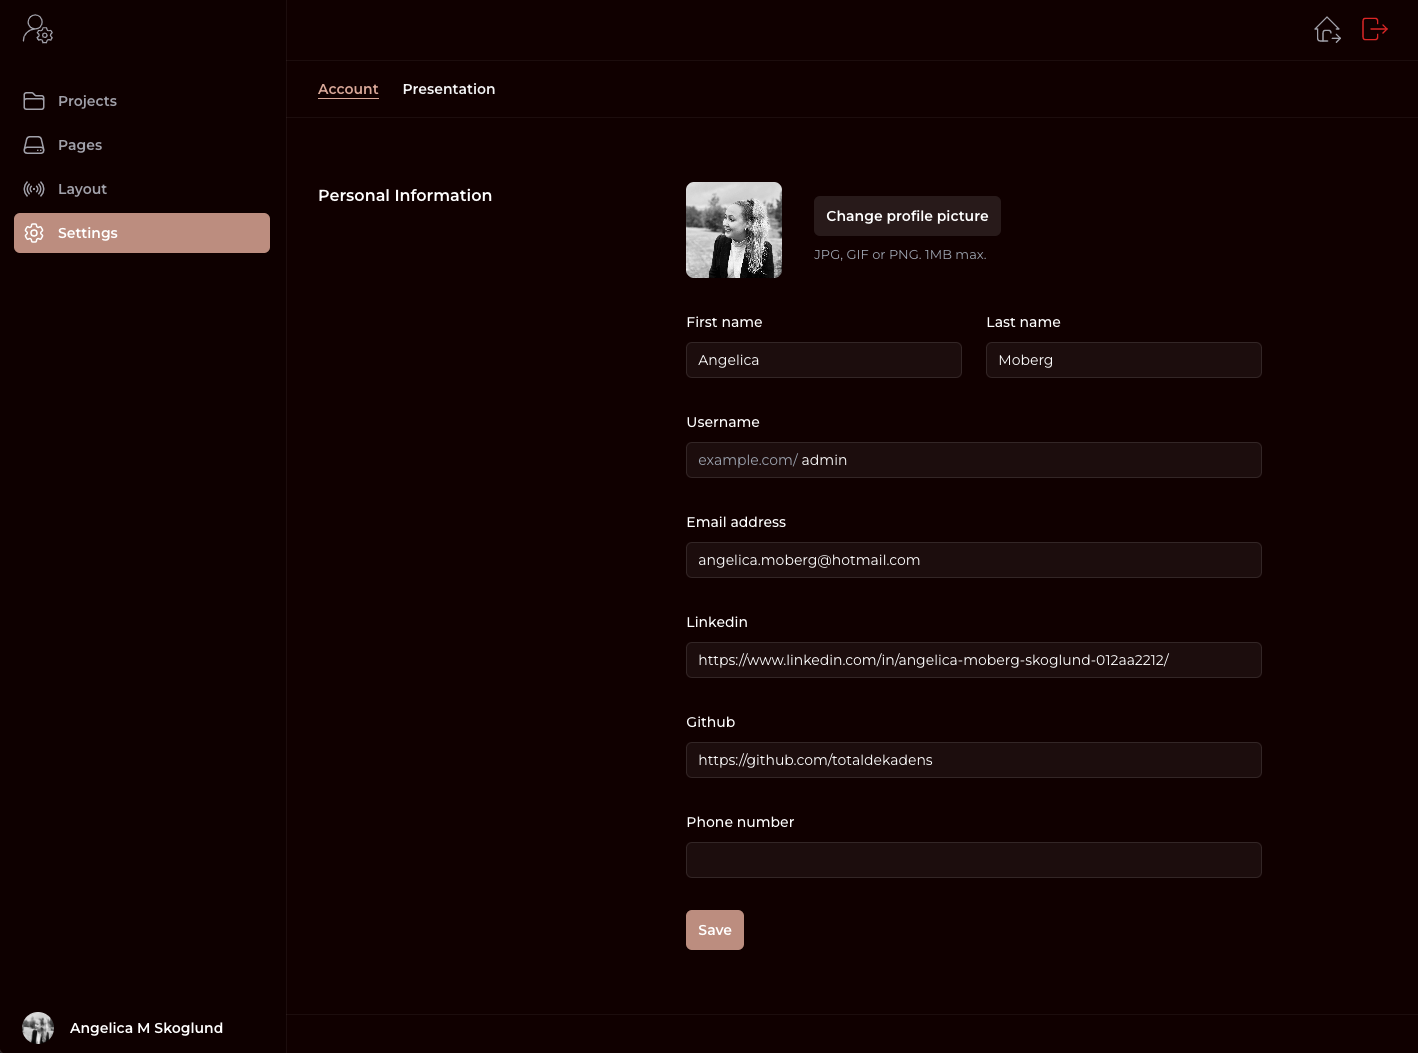 Projects
Pages
Layout
Settings
Account Presentation
Personal Information
Change profile picture
JPG, GIF or PNG. 1MB max.
First name Last name
Angelica Moberg
Username
example.com/ admin
Email address
angelica.moberg@hotmail.com
Linkedin
https://www.linkedin.com/in/angelica-moberg-skoglund-012aa2212/
Github
https://github.com/totaldekadens
Phone number
Save
Angelica M Skoglund